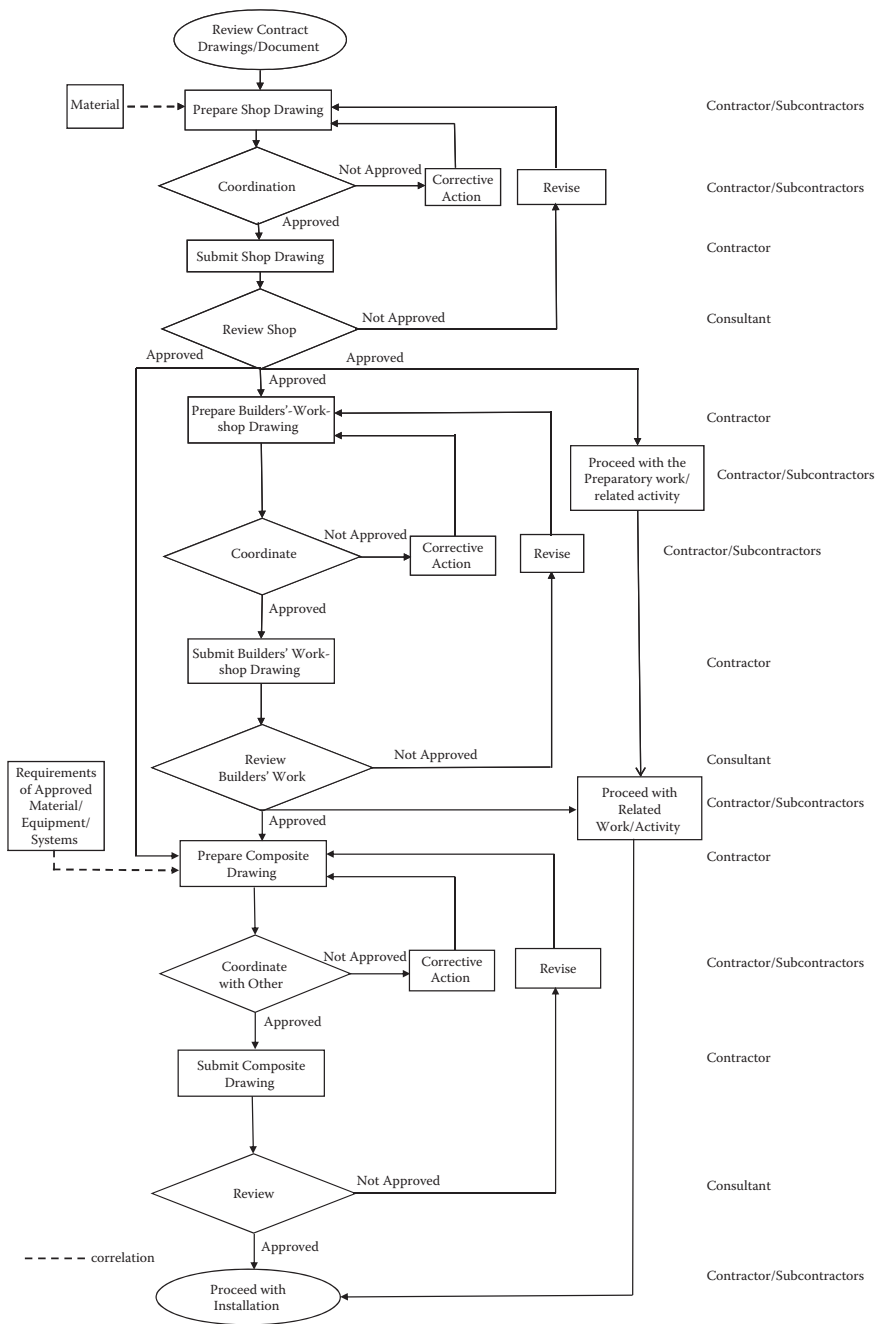 Review Contract
Drawings/Document
Material
Prepare Shop Drawing
Contractor/Subcontractors
Not Approved
Coordination
Corrective
Action
Revise
Contractor/Subcontractors
Approved
Submit Shop Drawing
Contractor
Not Approved
Review Shop
Consultant
Approved
Approved
Approved
Prepare Builders'-Work-
shop Drawing
Contractor
Proceed with the
Preparatory work/
related activity
Contractor/Subcontractors
Not Approved
Coordinate
Corrective
Action
Revise
Contractor/Subcontractors
Approved
Submit Builders' Work-
shop Drawing
Contractor
Not Approved
Review
Builders' Work
Consultant
Requirements
of Approved
Material/
Equipment/
Systems
Proceed with
Related
Work/Activity
Contractor/Subcontractors
Approved
Prepare Composite
Drawing
Contractor
Not Approved
Coordinate
with Other
Corrective
Action
Revise
Contractor/Subcontractors
Approved
Submit Composite
Drawing
Contractor
Not Approved
Review
Consultant
Approved
correlation
Proceed with
Installation
Contractor/Subcontractors